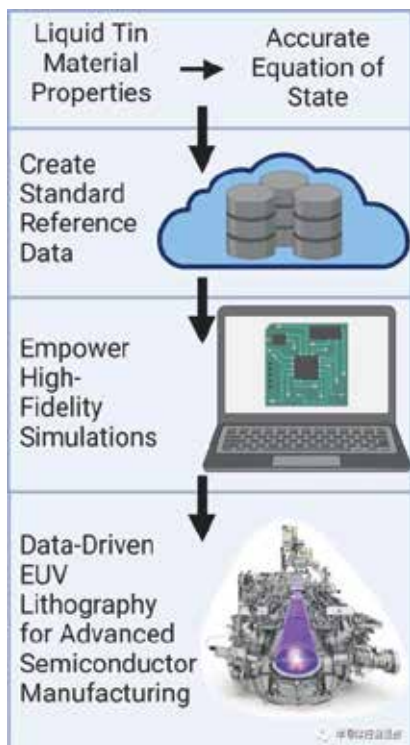 Liquid Tin
Material
Properties
Accurate
Equation of
State
Create
Standard
Reference
Data
Empower
High-
Fidelity
Simulations
Data-Driven
EUV
Lithography
for Advanced
Semiconductor
Manufacturing